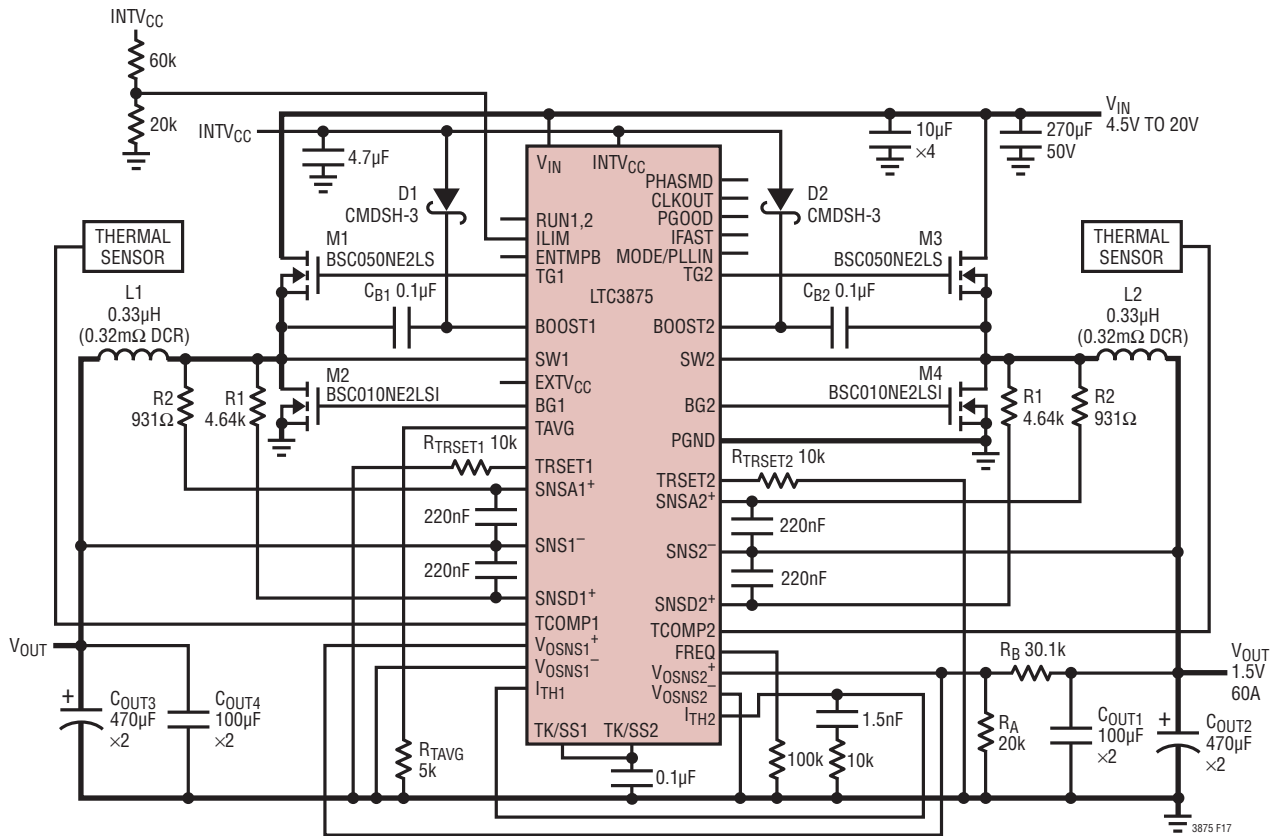 INTVCC
60k
20k
INTVCC
4.7µF
VIN
INTVCC
10µF
×4
270µF
50V
VIN
4.5V TO 20V
D1
CMDSH-3
D2
CMDSH-3
PHASMD
CLKOUT
PGOOD
IFAST
MODE/PLLIN
TG2
RUN1,2
ILIM
ENTMPB
TG1
LTC3875
THERMAL
SENSOR
THERMAL
SENSOR
M1
BSC050NE2LS
M3
BSC050NE2LS
L1
0.33µH
(0.32mΩ DCR)
CB1 0.1µF
BOOST1
BOOST2
CB2 0.1µF
L2
0.33µH
(0.32mΩ DCR)
SW1
SW2
EXTVCC
M2
BSC010NE2LSI
M4
BSC010NE2LSI
R2
931Ω
R1
4.64k
R1
4.64k
R2
931Ω
BG1
BG2
TAVG
PGND
RTRSET1 10k
TRSET1
RTRSET2 10k
TRSET2
SNSA1+
SNSA2+
220nF
220nF
SNS1–
SNS2–
220nF
220nF
SNSD1+
SNSD2+
TCOMP1
TCOMP2
VOSNS1+
FREQ
VOSNS1–
VOSNS2+
VOSNS2–
ITH1
ITH2
TK/SS1
TK/SS2
VOUT
RB 30.1k
VOUT
1.5V
60A
+
COUT3
470µF
×2
COUT4
100µF
×2
RTAVG
5k
0.1µF
100k
1.5nF
10k
RA
20k
COUT1
100µF
×2
+
COUT2
470µF
×2
3875 F17